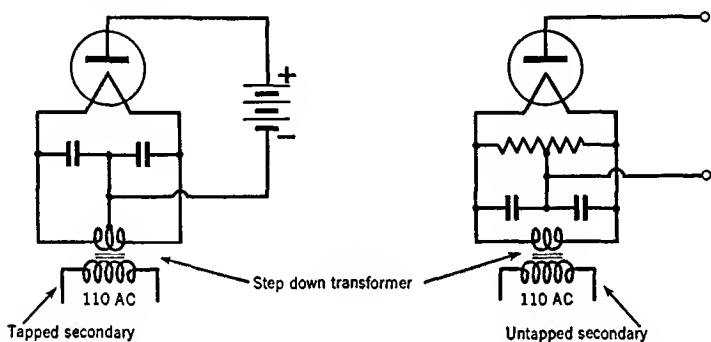 +
−
Step down transformer
110 AC
110 AC
Tapped secondary
Untapped secondary